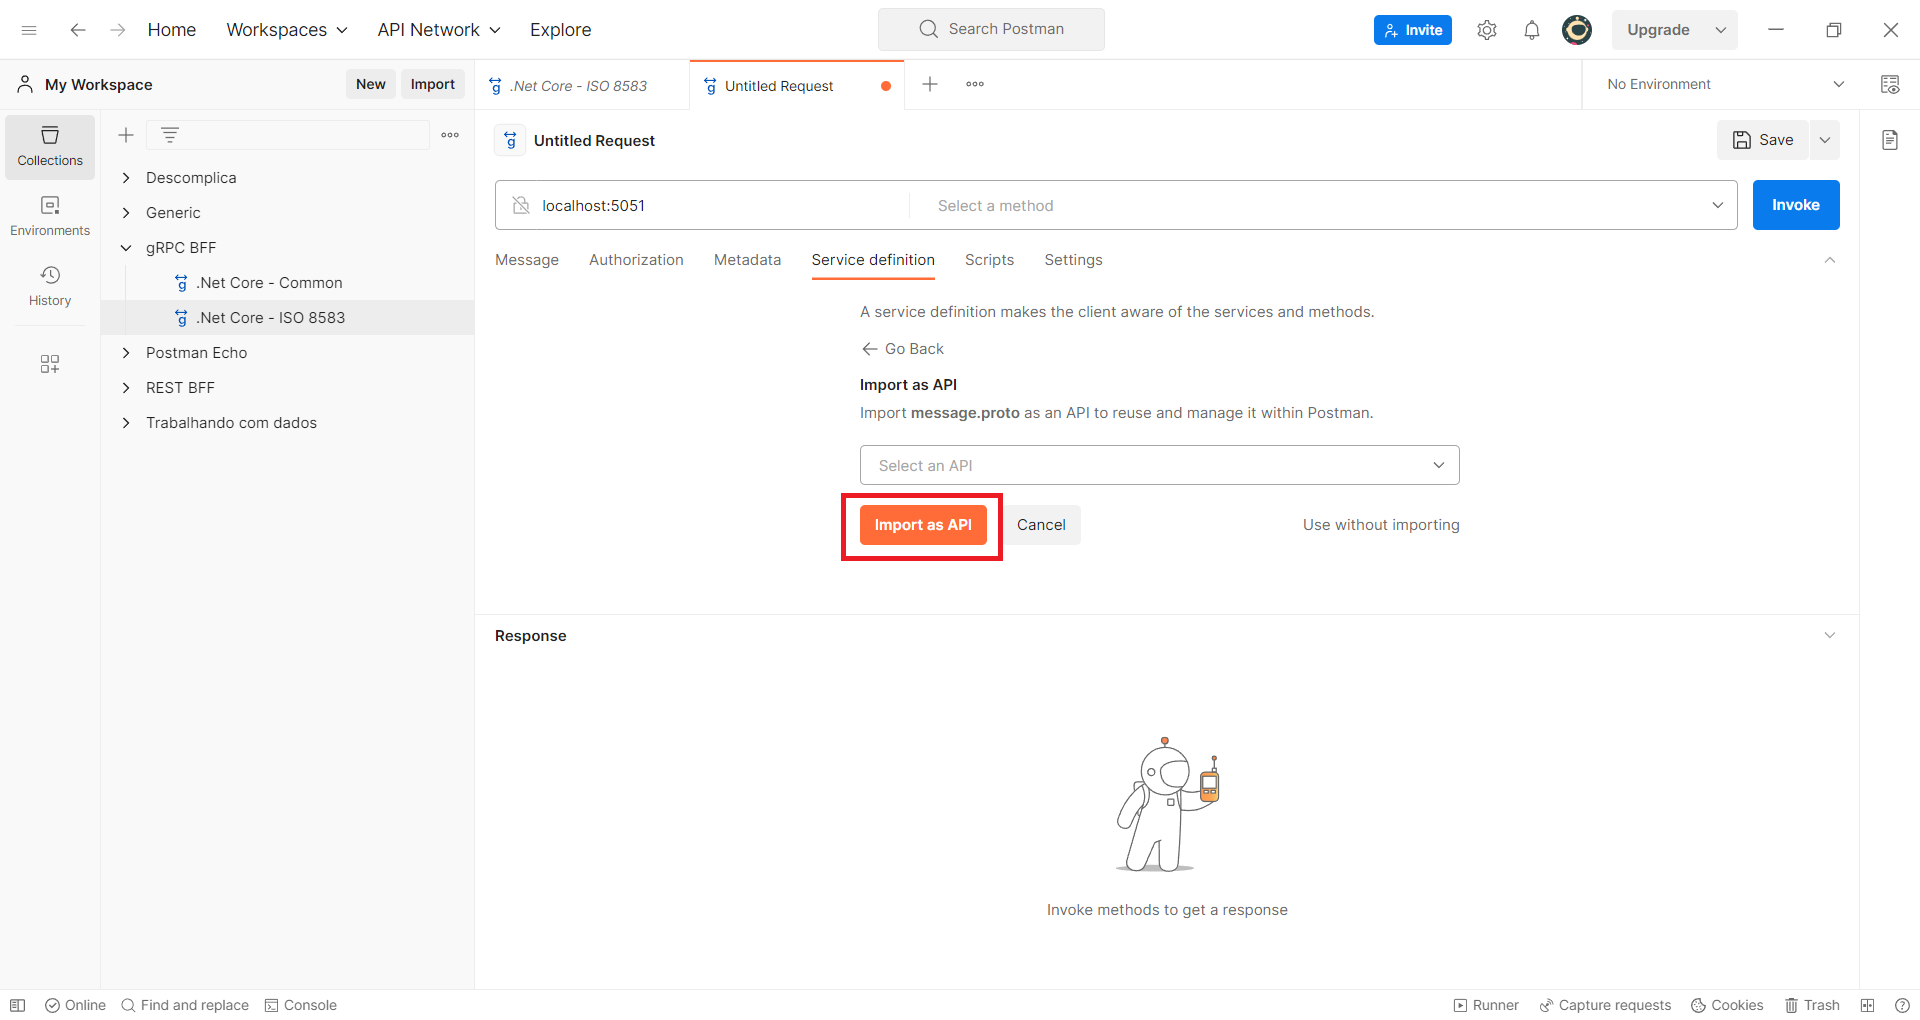 Home Workspaces API Network Explore Search Postman Invite Upgrade
My Workspace New Import .Net Core - ISO 8583 Untitled Request No Environment
Collections
Environments
History
Descomplica
Generic
gRPC BFF
.Net Core - Common
.Net Core - ISO 8583
Postman Echo
REST BFF
Trabalhando com dados
Untitled Request Save
localhost:5051 Select a method Invoke
Message Authorization Metadata Service definition Scripts Settings
A service definition makes the client aware of the services and methods.
Go Back
Import as API
Import message.proto as an API to reuse and manage it within Postman.
Select an API
Import as API Cancel Use without importing
Response
Invoke methods to get a response
Online Find and replace Console Runner Capture requests Cookies Trash